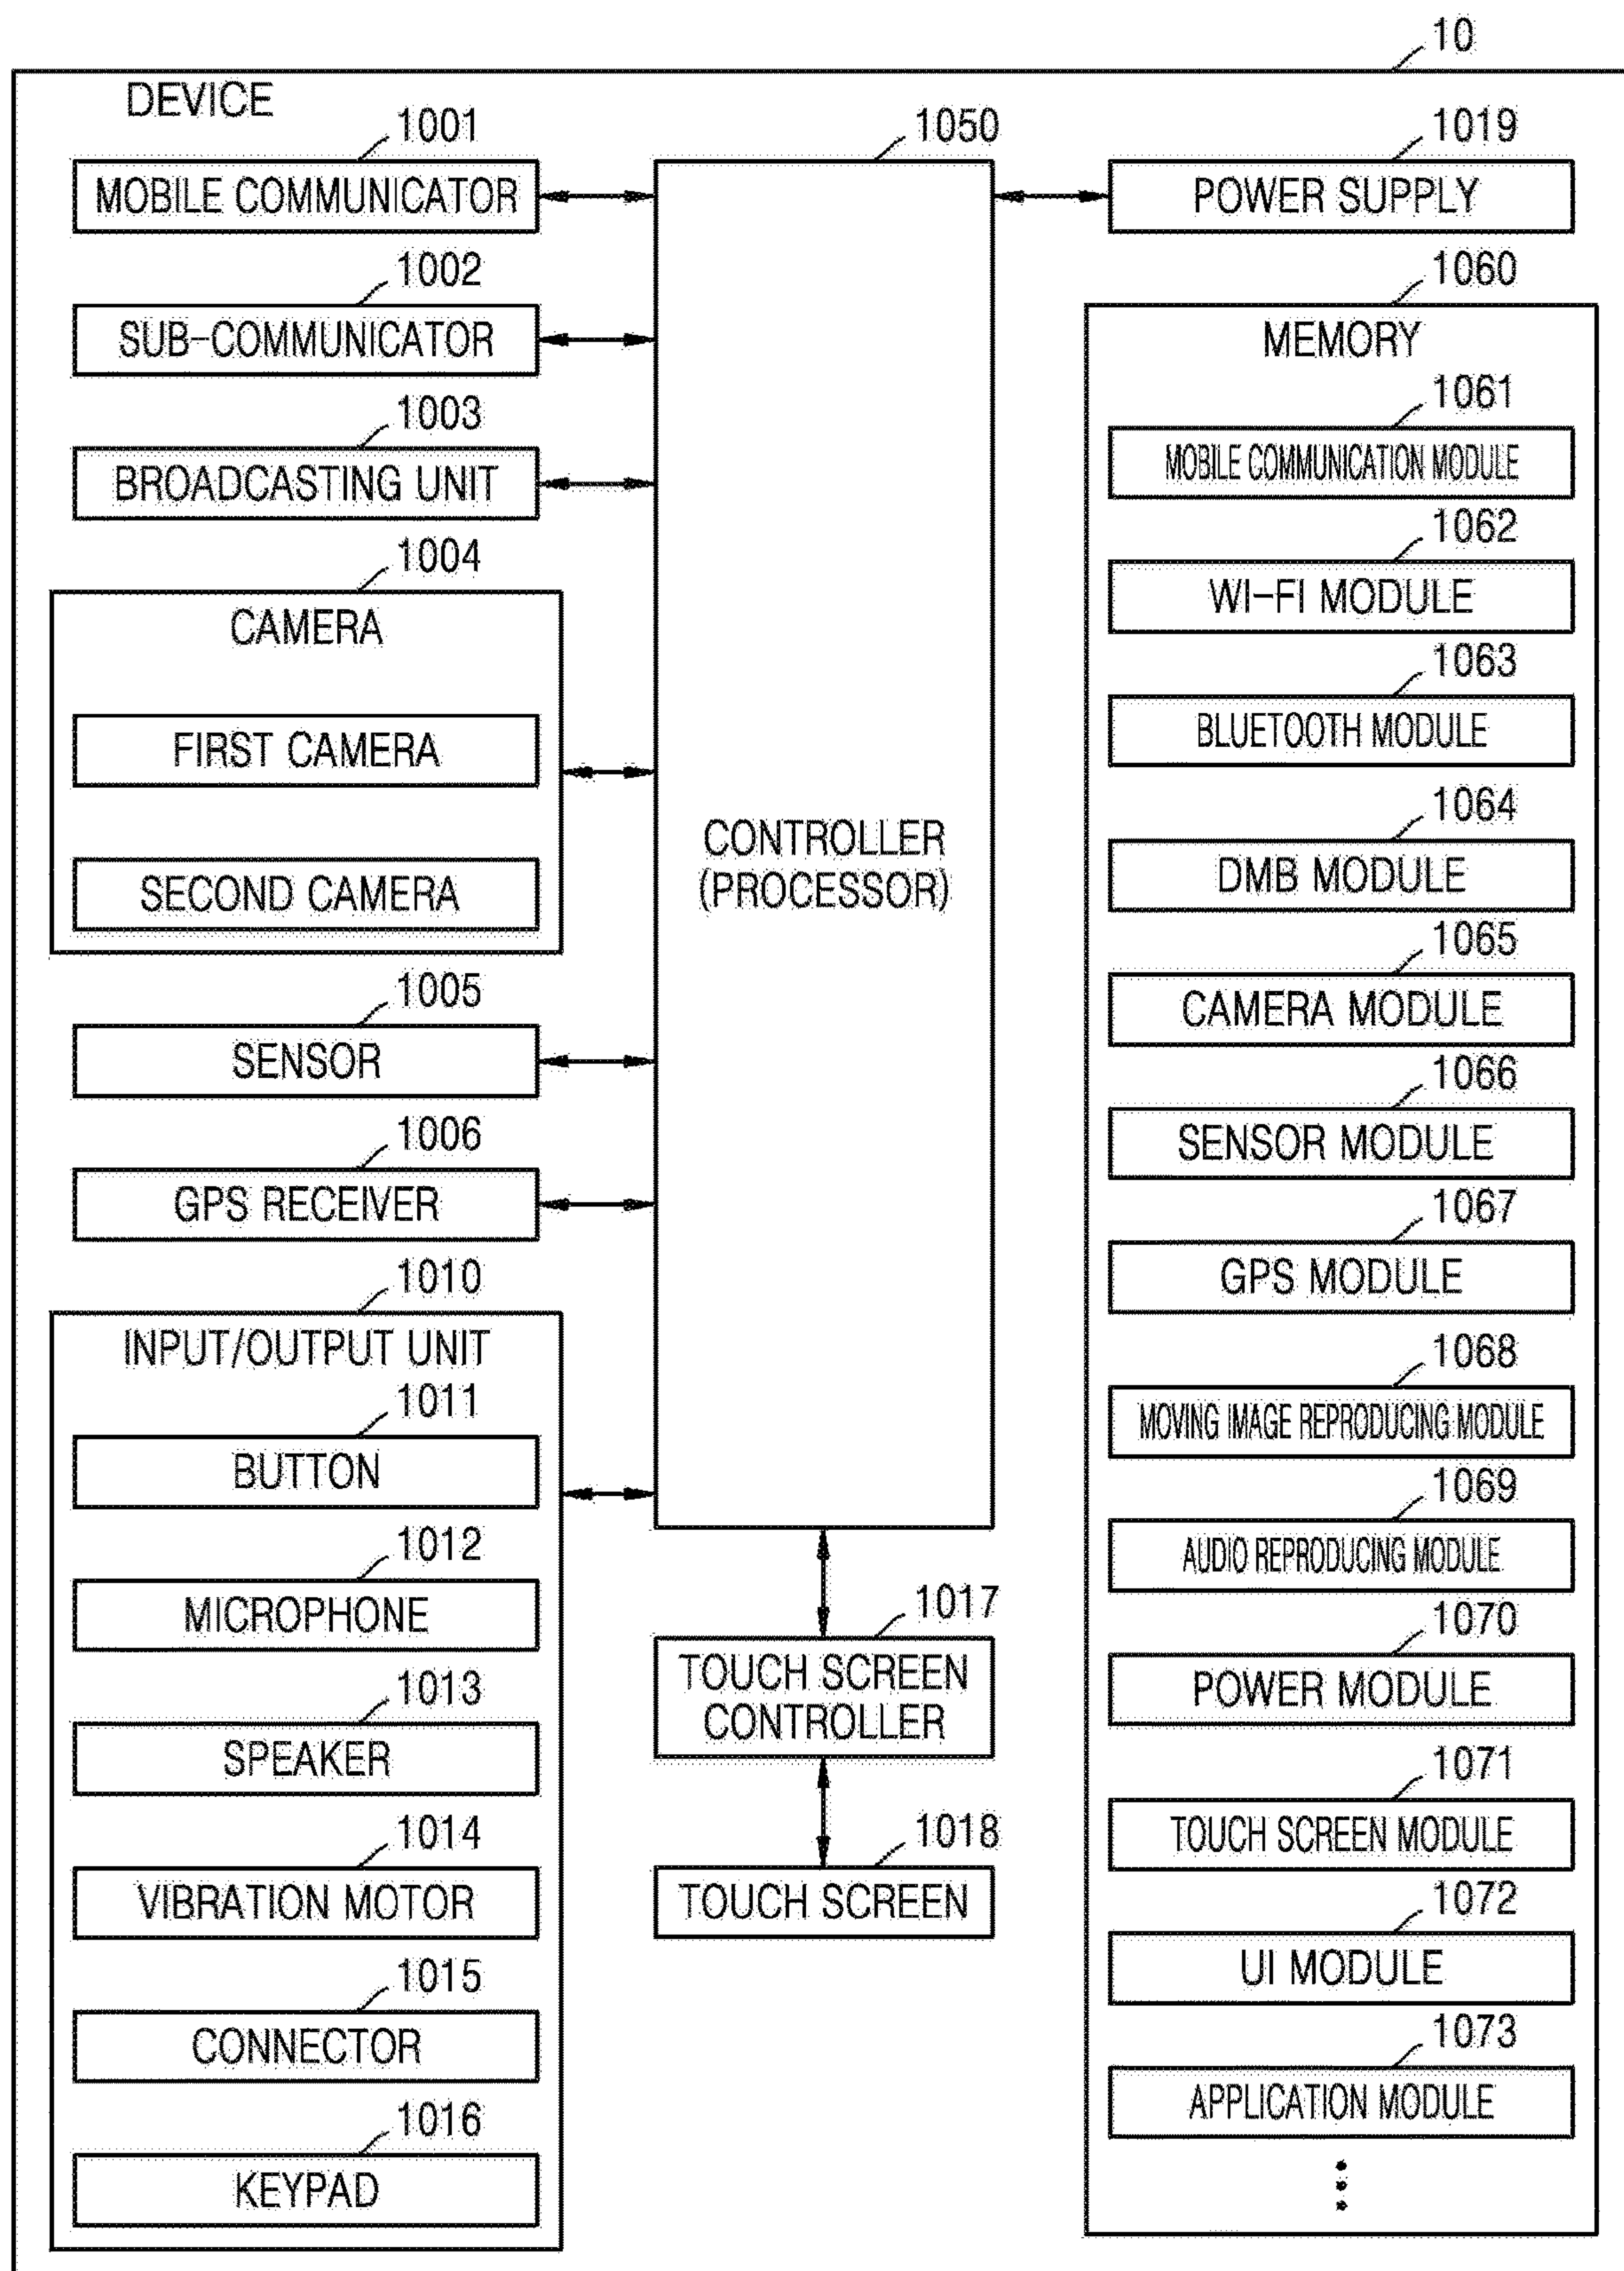 10
DEVICE
1001
MOBILE COMMUNICATOR
1002
SUB-COMMUNICATOR
1003
BROADCASTING UNIT
1004
CAMERA
FIRST CAMERA
SECOND CAMERA
1005
SENSOR
1006
GPS RECEIVER
1010
INPUT/OUTPUT UNIT
1011
BUTTON
1012
MICROPHONE
1013
SPEAKER
1014
VIBRATION MOTOR
1015
CONNECTOR
1016
KEYPAD
1050
CONTROLLER
(PROCESSOR)
1017
TOUCH SCREEN
CONTROLLER
1018
TOUCH SCREEN
1019
POWER SUPPLY
1060
MEMORY
1061
MOBILE COMMUNICATION MODULE
1062
WI-FI MODULE
1063
BLUETOOTH MODULE
1064
DMB MODULE
1065
CAMERA MODULE
1066
SENSOR MODULE
1067
GPS MODULE
1068
MOVING IMAGE REPRODUCING MODULE
1069
AUDIO REPRODUCING MODULE
1070
POWER MODULE
1071
TOUCH SCREEN MODULE
1072
UI MODULE
1073
APPLICATION MODULE